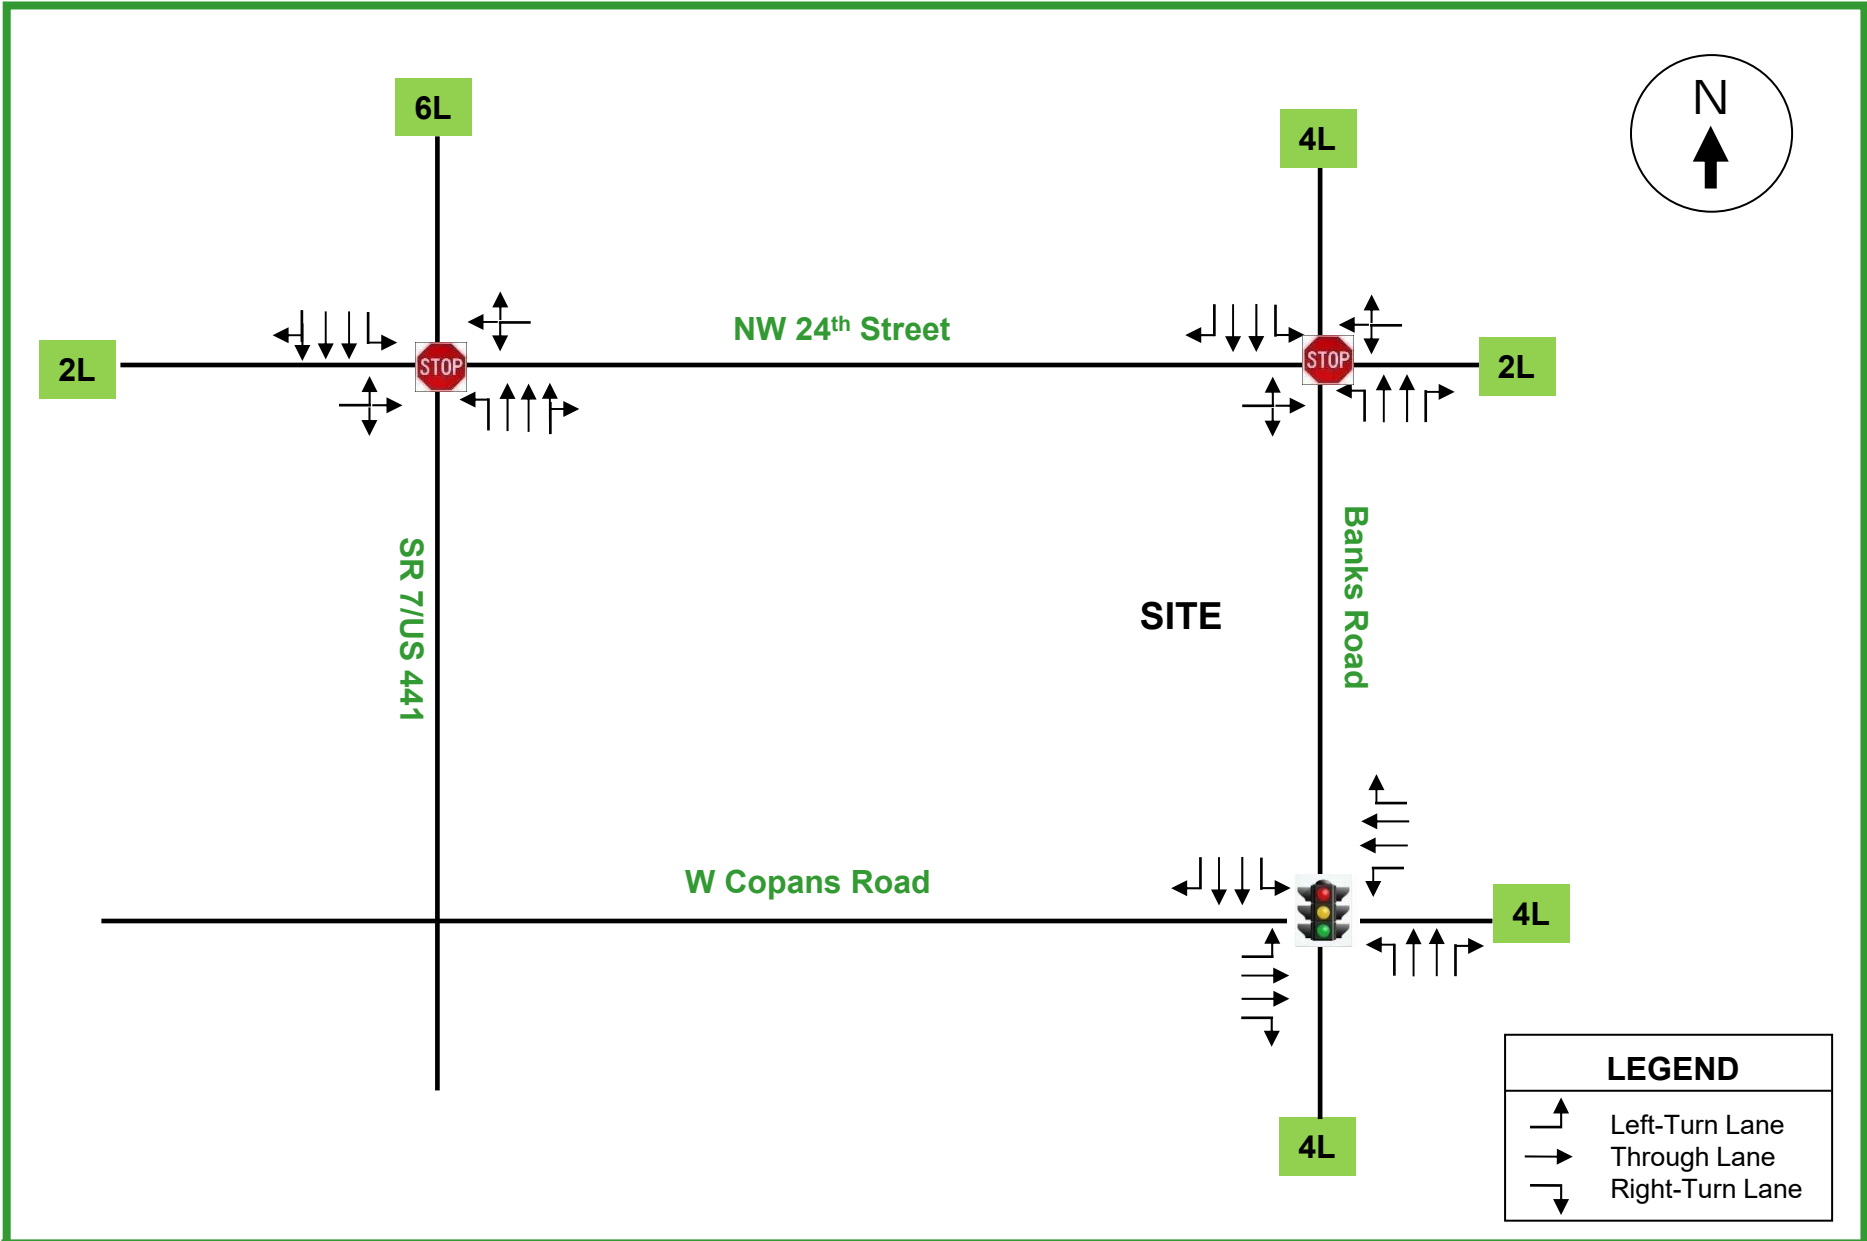 6L
4L
N
NW 24th Street
2L
STOP
STOP
2L
SR 7/US 441
Banks Road
SITE
W Copans Road
4L
4L
LEGEND
Left-Turn Lane
Through Lane
Right-Turn Lane